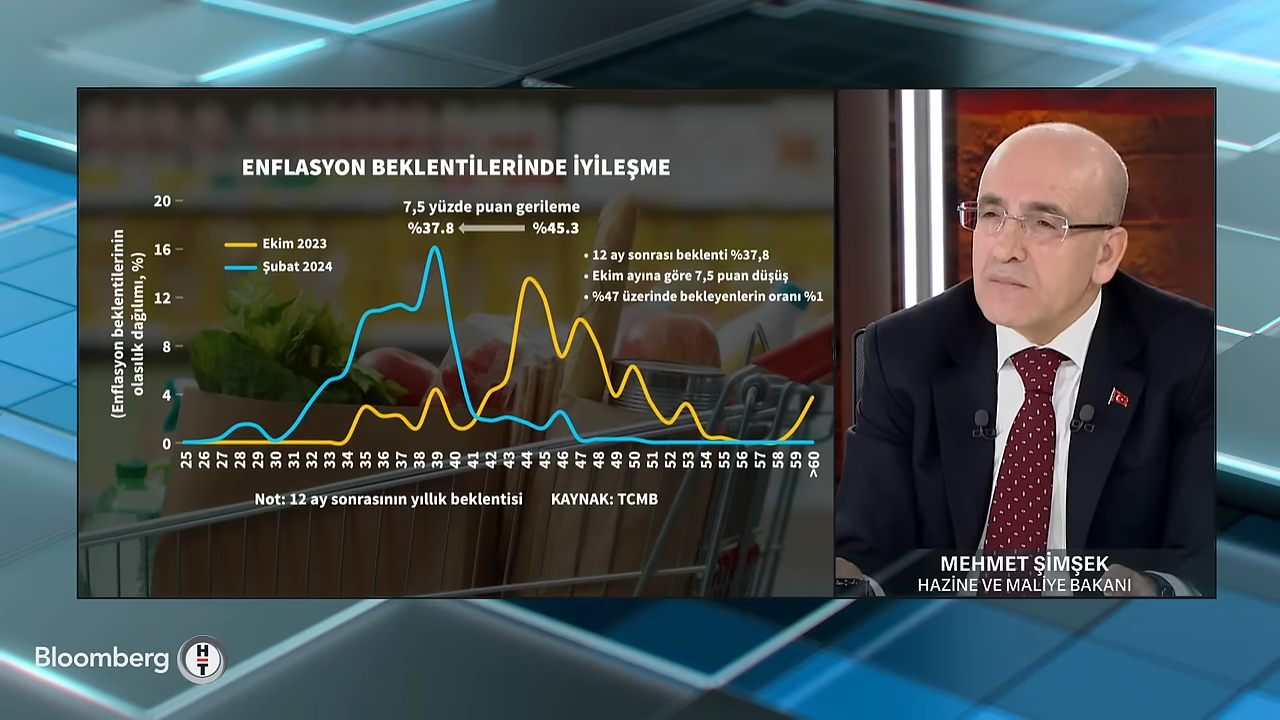 ENFLASYON BEKLENTİLERİNDE İYİLEŞME
7,5 yüzde puan gerileme
%37.8 %45.3
Ekim 2023
Şubat 2024
• 12 ay sonrası beklenti %37,8
• Ekim ayına göre 7,5 puan düşüş
• %47 üzerinde bekleyenlerin oranı %1
(Enflasyon beklentilerinin
olasılık dağılımı, %)
20
16
12
8
4
0
25 26 27 28 29 30 31 32 33 34 35 36 37 38 39 40 41 42 43 44 45 46 47 48 49 50 51 52 53 54 55 56 57 58 59 >60
Not: 12 ay sonrasının yıllık beklentisi KAYNAK: TCMB
MEHMET ŞİMŞEK
HAZİNE VE MALİYE BAKANI
Bloomberg HT